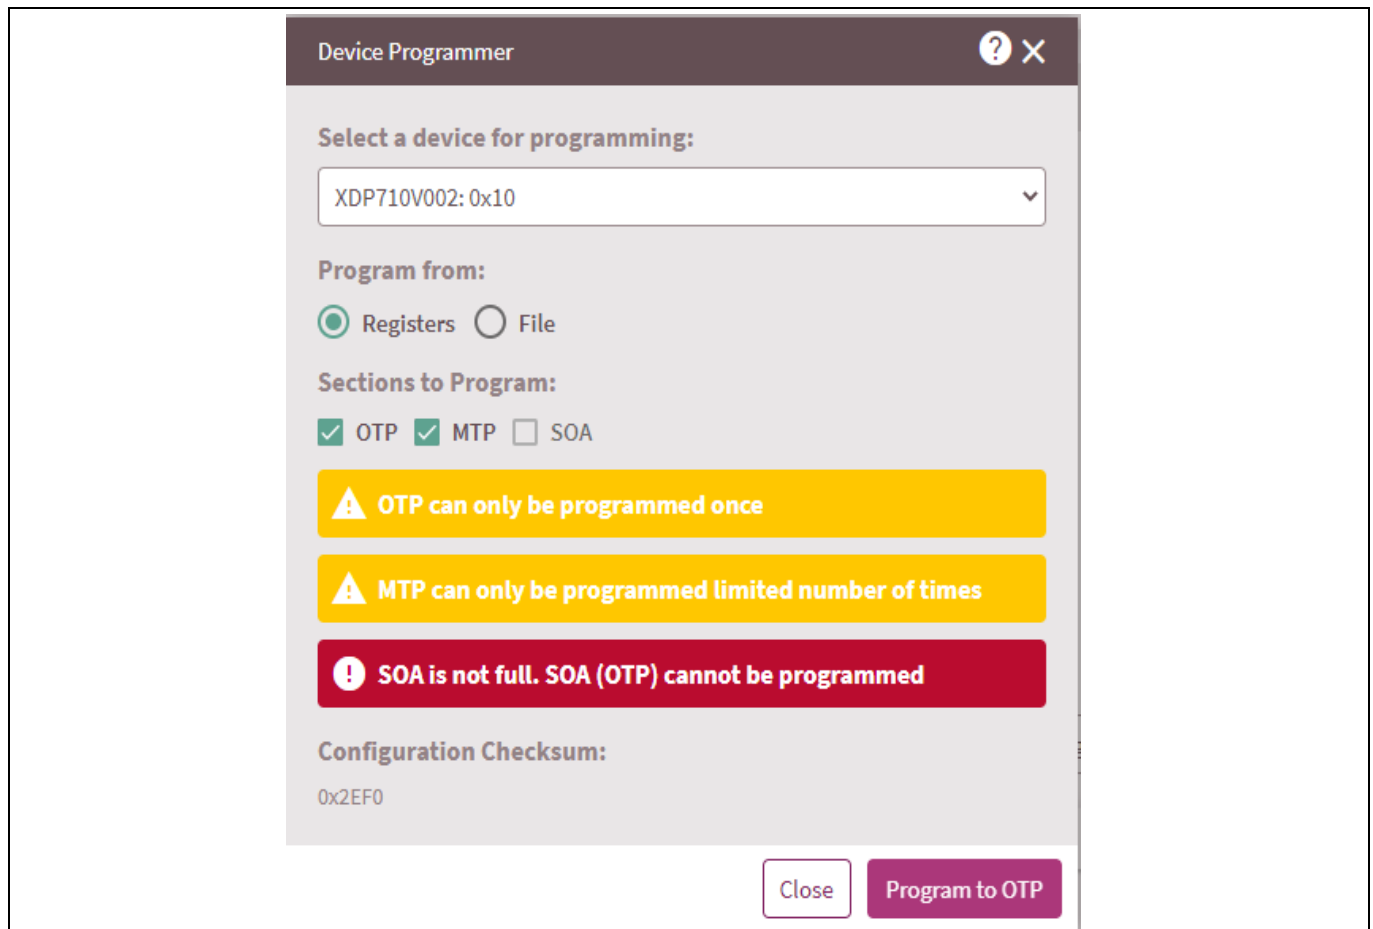 Device Programmer
Select a device for programming:
XDP710V002: 0x10
Program from:
Registers File
Sections to Program:
OTP MTP SOA
OTP can only be programmed once
MTP can only be programmed limited number of times
SOA is not full. SOA (OTP) cannot be programmed
Configuration Checksum:
0x2EF0
Close Program to OTP